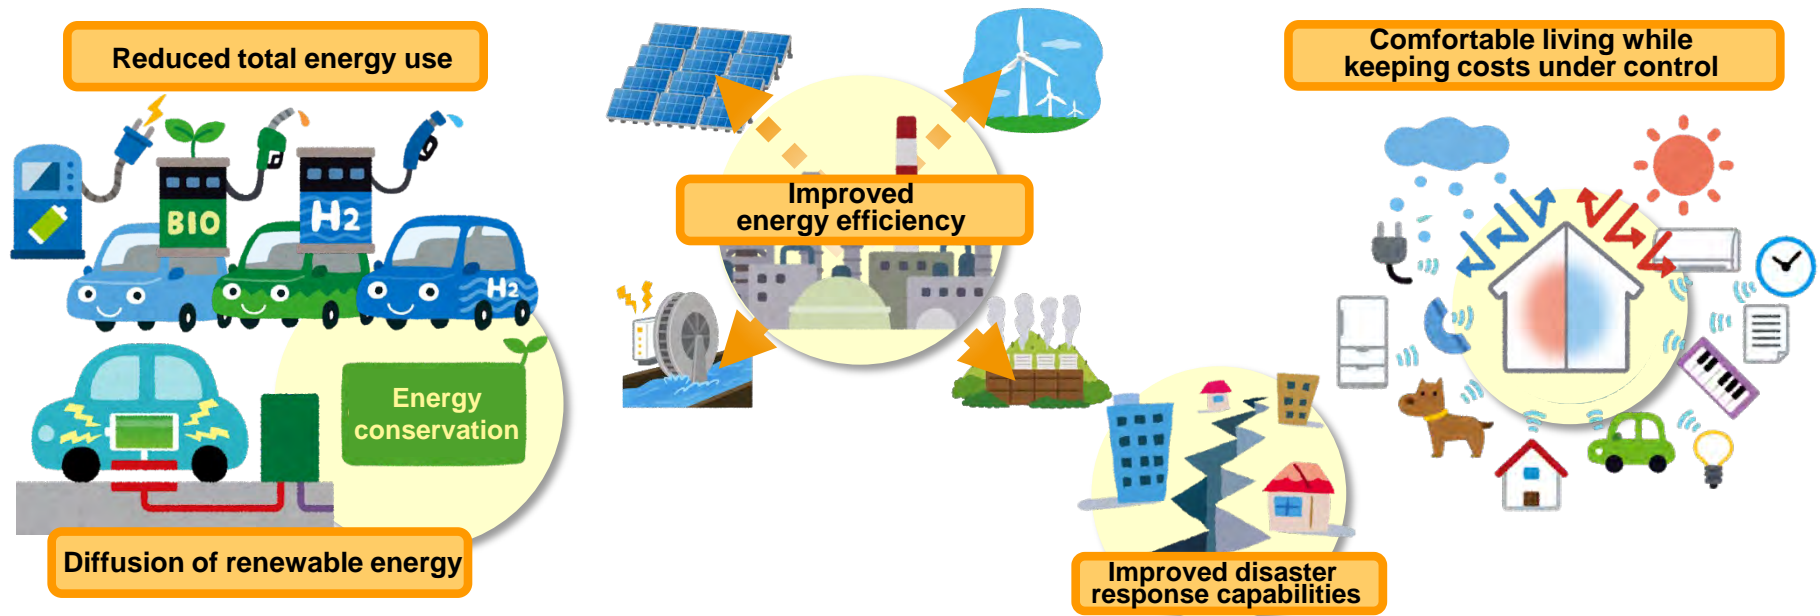 Reduced total energy use
BIO
H2
H2
Energy
conservation
Diffusion of renewable energy
Improved
energy efficiency
Improved disaster
response capabilities
Comfortable living while
keeping costs under control